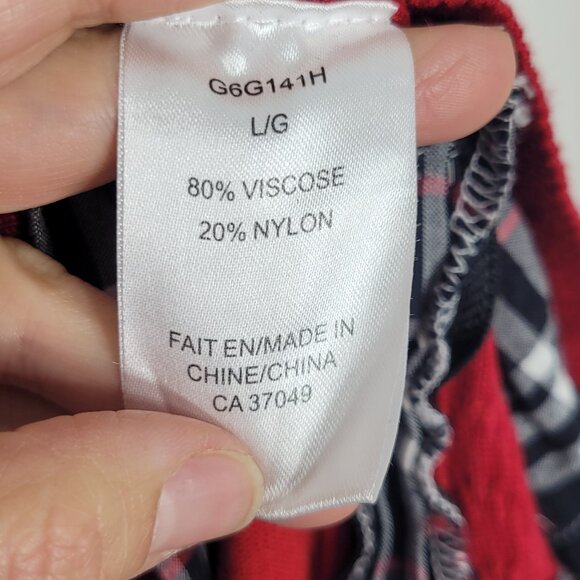 G6G141H
L/G
80% VISCOSE
20% NYLON
FAIT EN/MADE IN
CHINE/CHINA
CA 37049